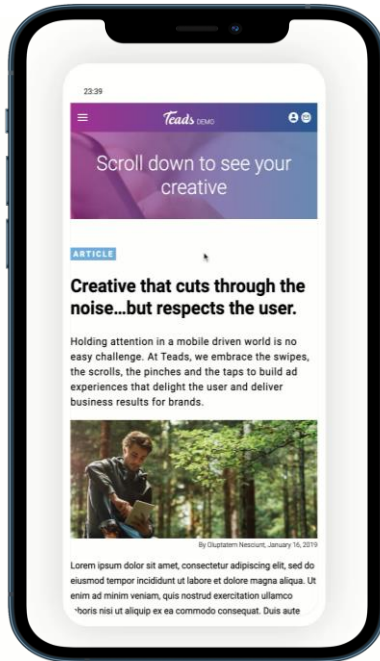 23:39
Teads DEMO
Scroll down to see your
creative
ARTICLE
Creative that cuts through the
noise...but respects the user.
Holding attention in a mobile driven world is no
easy challenge. At Teads, we embrace the swipes,
the scrolls, the pinches and the taps to build ad
experiences that delight the user and deliver
business results for brands.
By Oluptatem Nesciunt, January 16, 2019
Lorem ipsum dolor sit amet, consectetur adipiscing elit, sed do
eiusmod tempor incididunt ut labore et dolore magna aliqua. Ut
enim ad minim veniam, quis nostrud exercitation ullamco
nisi ut aliquip ex ea commodo consequat. Duis aute